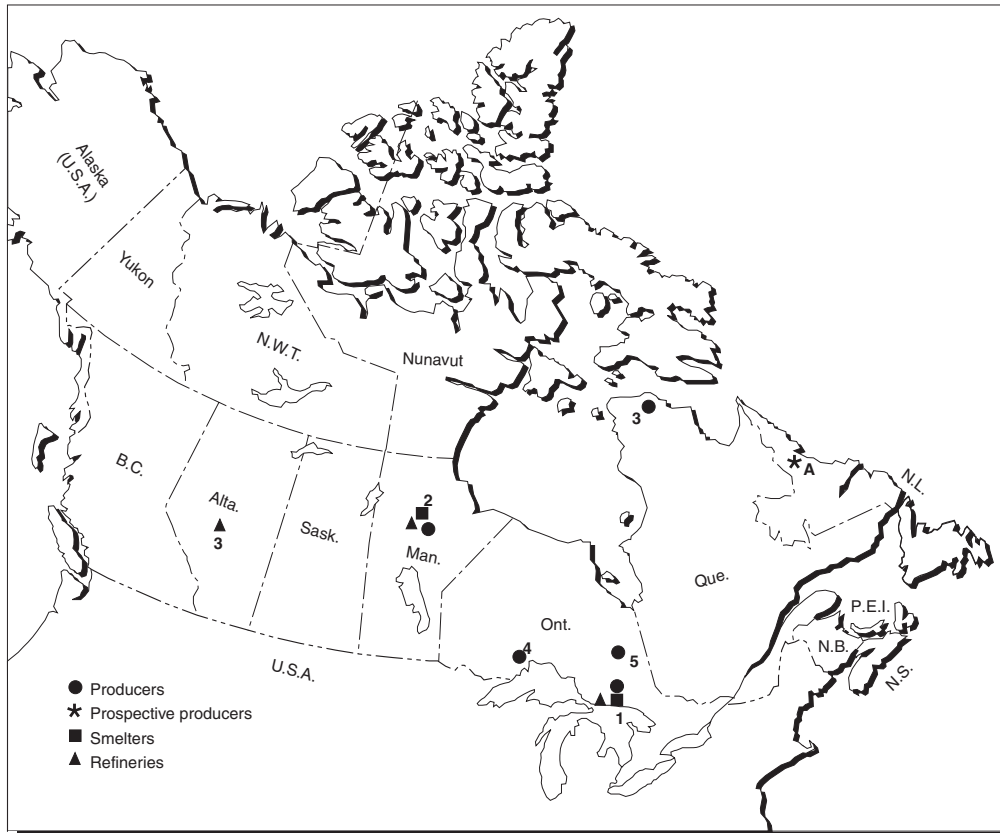 Alaska
(U.S.A.)
Yukon
N.W.T.
Nunavut
3
A
N.L.
B.C.
Alta.
3
Sask.
2
Man.
Que.
Ont.
P.E.I.
N.B.
N.S.
4
5
1
U.S.A.
Producers
Prospective producers
Smelters
Refineries